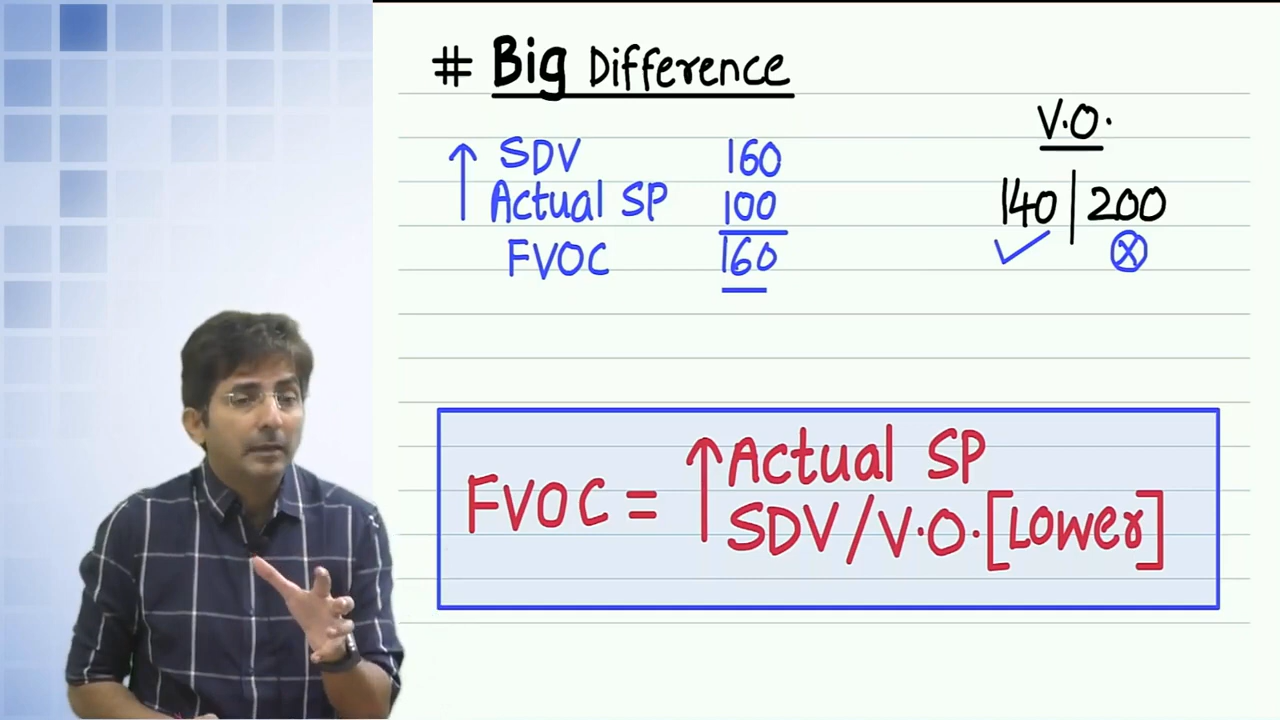 # Big Difference
↑ SDV 160
Actual SP 100
FVOC 160
V.O.
140 | 200
✓ ⓧ
FVOC = ↑ Actual SP
SDV/V.O. [Lower]